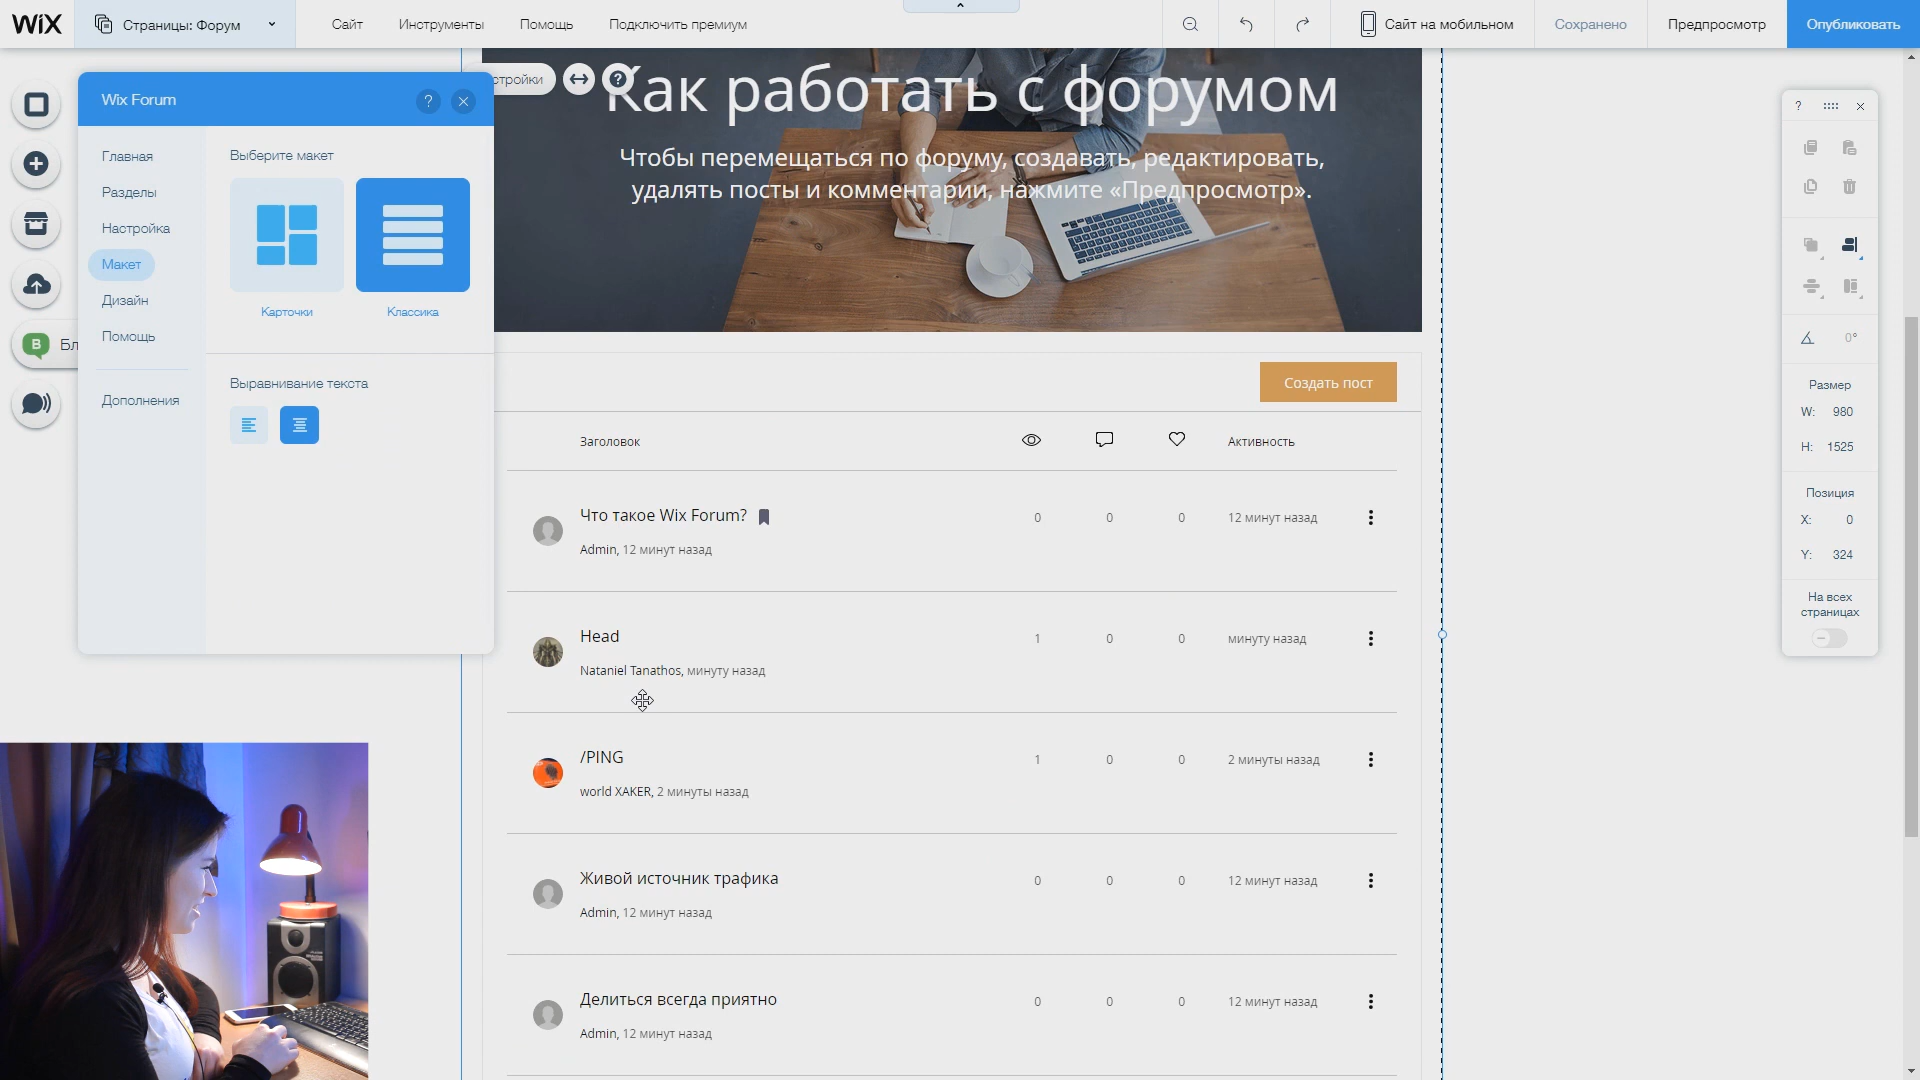 WIX
Страницы: Форум
Сайт
Инструменты
Помощь
Подключить премиум
Сайт на мобильном
Сохранено
Предпросмотр
Опубликовать
Wix Forum
?
Главная
Разделы
Настройка
Макет
Дизайн
Помощь
Дополнения
Выберите макет
Карточки
Классика
Выравнивание текста
B
Бл
стройки
?
Как работать с форумом
Чтобы перемещаться по форуму, создавать, редактировать,
удалять посты и комментарии, нажмите «Предпросмотр».
Создать пост
Заголовок
Активность
Что такое Wix Forum?
0
0
0
12 минут назад
Admin, 12 минут назад
Head
1
0
0
минуту назад
Nataniel Tanathos, минуту назад
/PING
1
0
0
2 минуты назад
world XAKER, 2 минуты назад
Живой источник трафика
0
0
0
12 минут назад
Admin, 12 минут назад
Делиться всегда приятно
0
0
0
12 минут назад
Admin, 12 минут назад
?
0°
Размер
W: 980
H: 1525
Позиция
X: 0
Y: 324
На всех
страницах